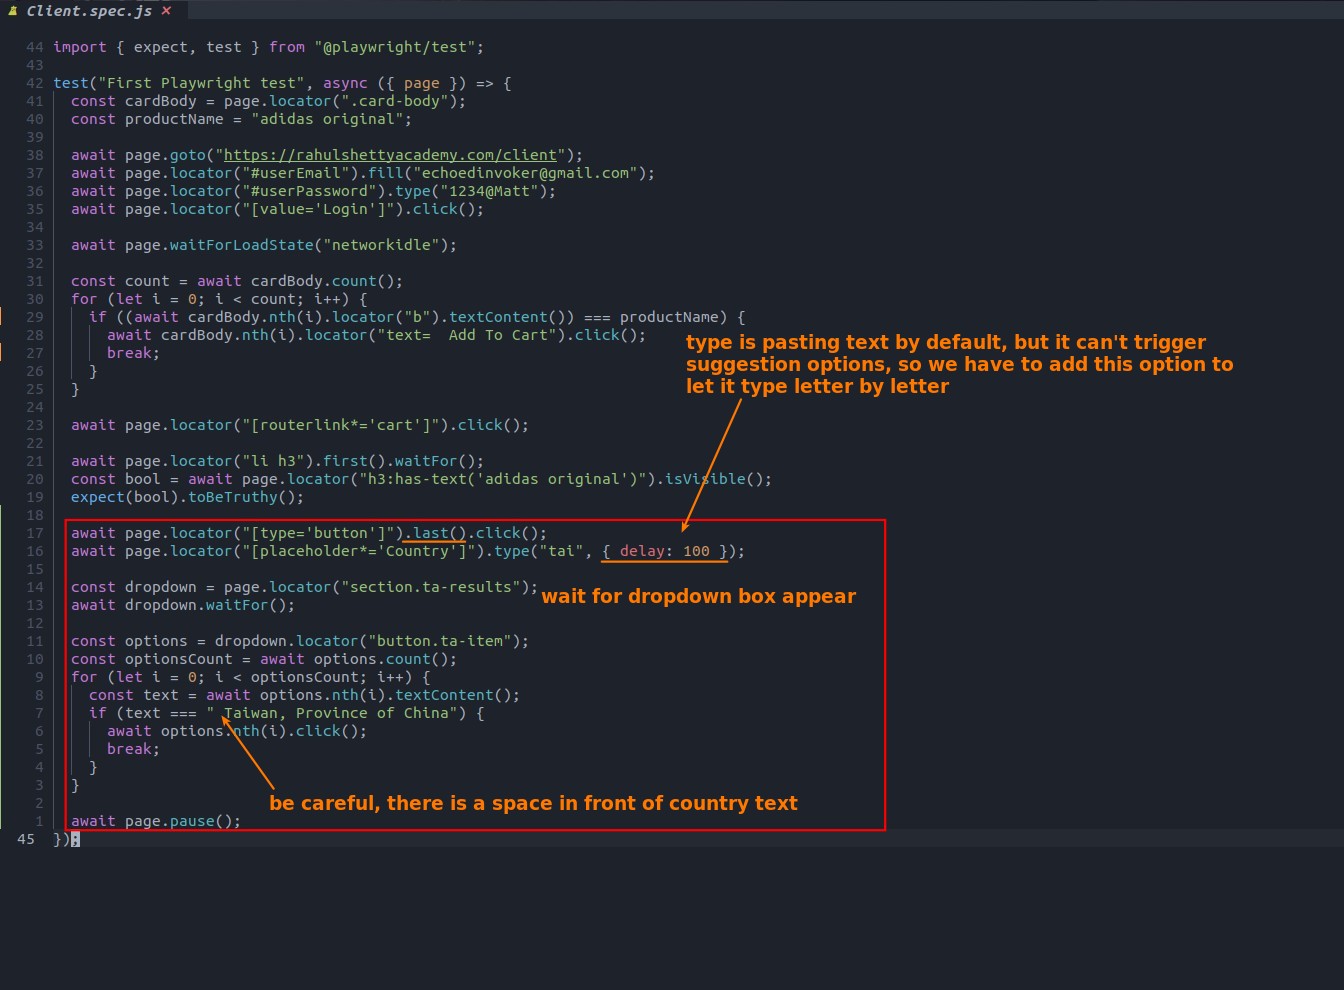 Client.spec.js ×
44 import { expect, test } from "@playwright/test";
43
42 test("First Playwright test", async ({ page }) => {
41   const cardBody = page.locator(".card-body");
40   const productName = "adidas original";
39
38   await page.goto("https://rahulshettyacademy.com/client");
37   await page.locator("#userEmail").fill("echoedinvoker@gmail.com");
36   await page.locator("#userPassword").type("1234@Matt");
35   await page.locator("[value='Login']").click();
34
33   await page.waitForLoadState("networkidle");
32
31   const count = await cardBody.count();
30   for (let i = 0; i < count; i++) {
29     if ((await cardBody.nth(i).locator("b").textContent()) === productName) {
28       await cardBody.nth(i).locator("text=  Add To Cart").click();
27       break;
26     }
25   }
24
23   await page.locator("[routerlink*='cart']").click();
22
21   await page.locator("li h3").first().waitFor();
20   const bool = await page.locator("h3:has-text('adidas original')").isVisible();
19   expect(bool).toBeTruthy();
18
17   await page.locator("[type='button']").last().click();
16   await page.locator("[placeholder*='Country']").type("tai", { delay: 100 });
15
14   const dropdown = page.locator("section.ta-results");
13   await dropdown.waitFor();
12
11   const options = dropdown.locator("button.ta-item");
10   const optionsCount = await options.count();
9   for (let i = 0; i < optionsCount; i++) {
8     const text = await options.nth(i).textContent();
7     if (text === " Taiwan, Province of China") {
6       await options.nth(i).click();
5       break;
4     }
3   }
2
1   await page.pause();
45 });
type is pasting text by default, but it can't trigger
suggestion options, so we have to add this option to
let it type letter by letter
wait for dropdown box appear
be careful, there is a space in front of country text